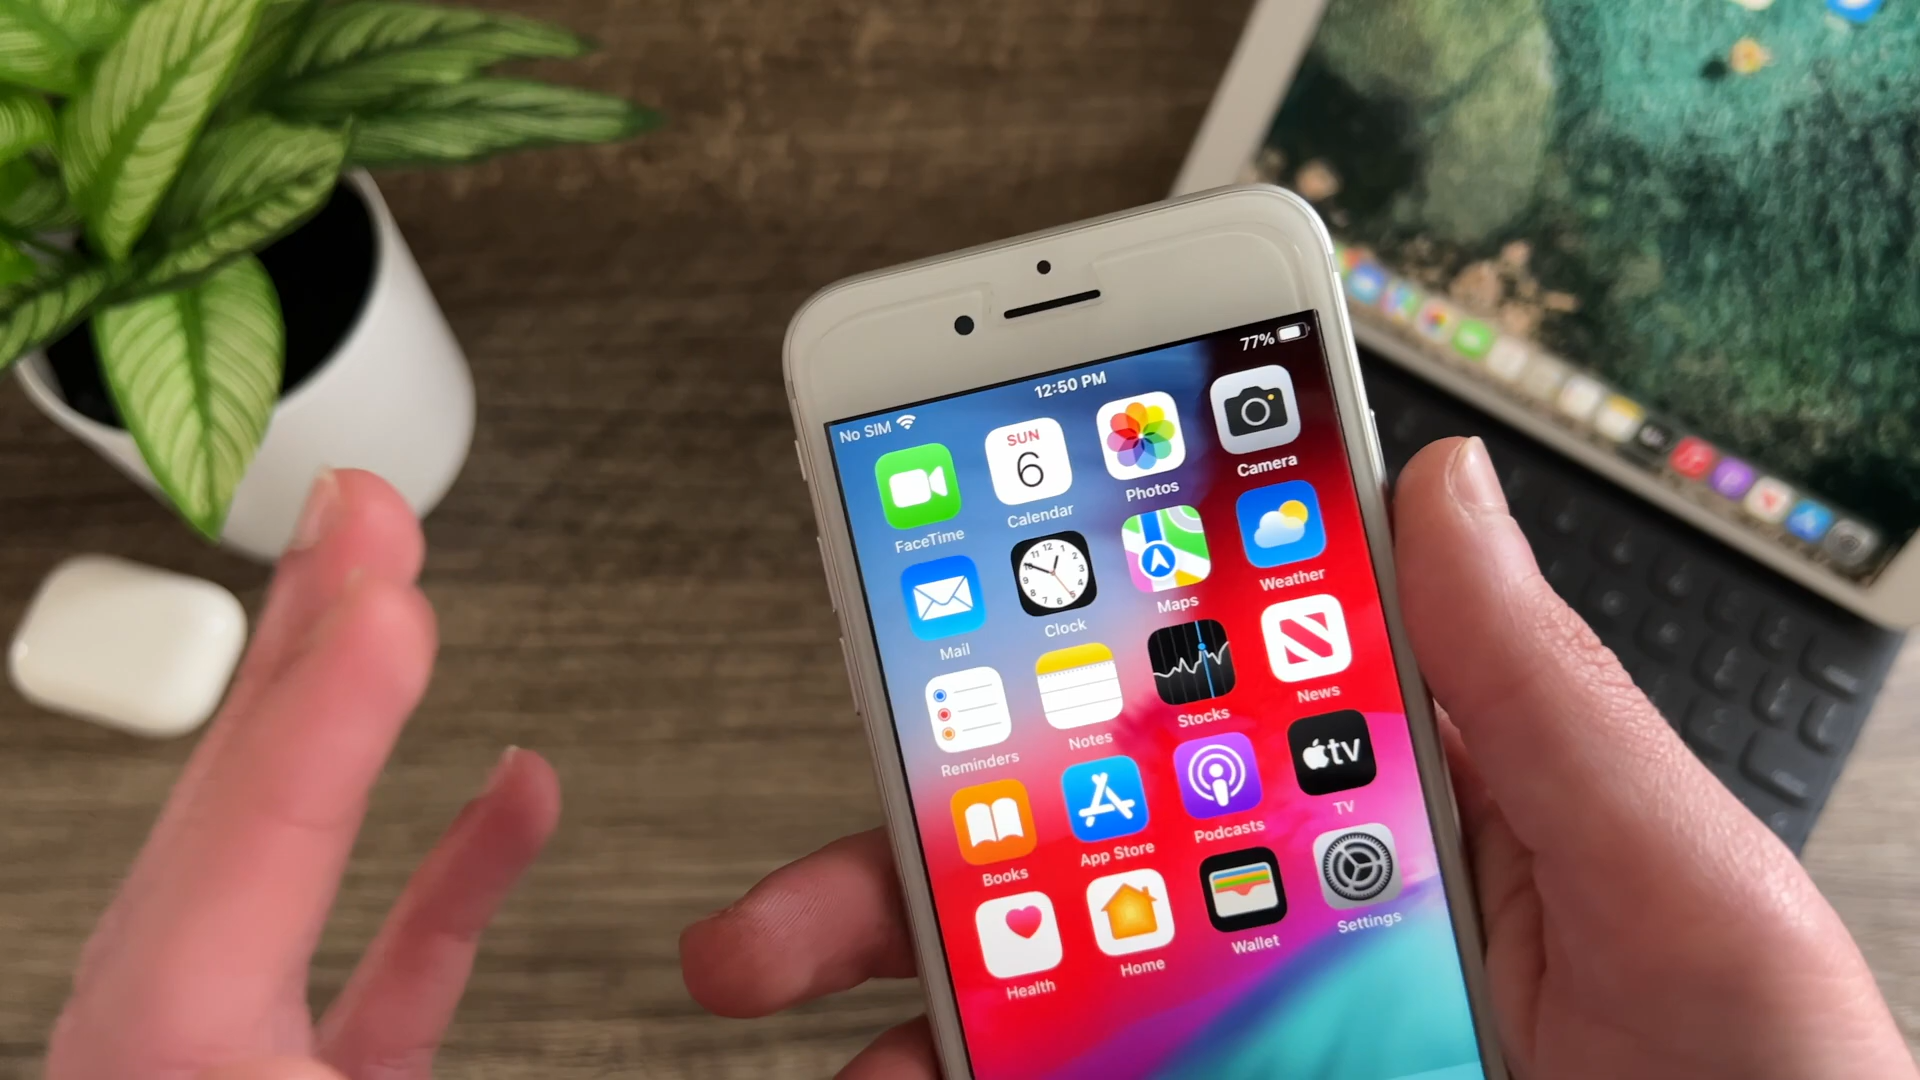 No SIM
12:50 PM
77%
FaceTime
SUN
6
Calendar
Photos
Camera
Mail
Clock
Maps
Weather
Reminders
Notes
Stocks
News
Books
App Store
Podcasts
tv
TV
Health
Home
Wallet
Settings